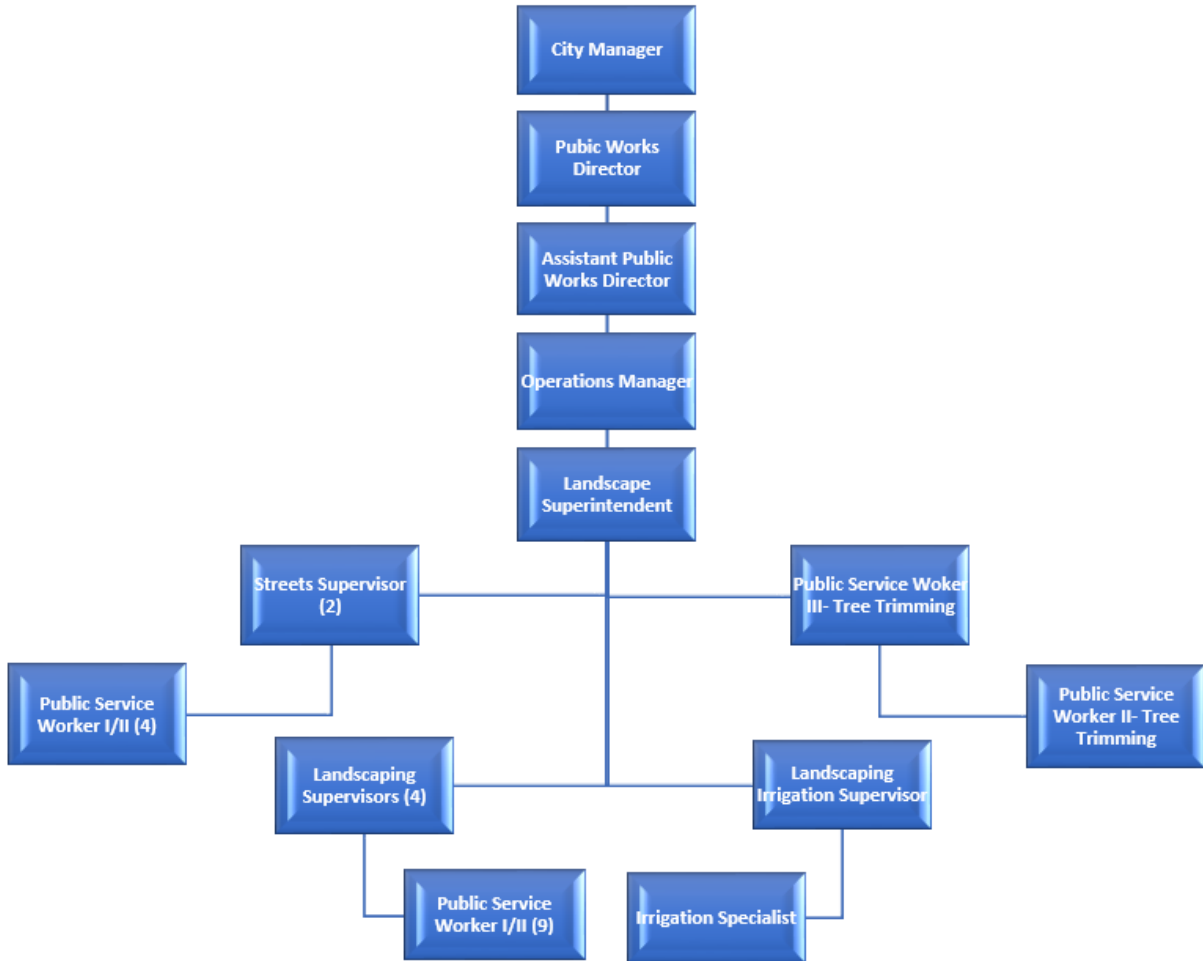 City Manager
Pubic Works
Director
Assistant Public
Works Director
Operations Manager
Landscape
Superintendent
Streets Supervisor
(2)
Public Service Woker
III- Tree Trimming
Public Service
Worker I/II (4)
Public Service
Worker II- Tree
Trimming
Landscaping
Supervisors (4)
Landscaping
Irrigation Supervisor
Public Service
Worker I/II (9)
Irrigation Specialist